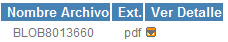 Nombre Archivo Ext. Ver Detalle
BLOB8013660 pdf